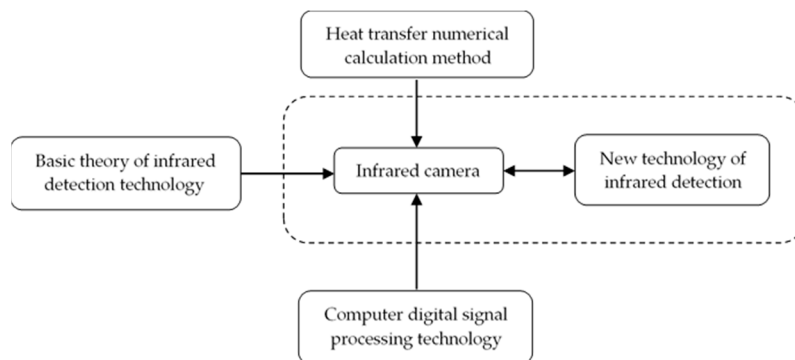 Heat transfer numerical
calculation method
Basic theory of infrared
detection technology
Infrared camera
New technology of
infrared detection
Computer digital signal
processing technology